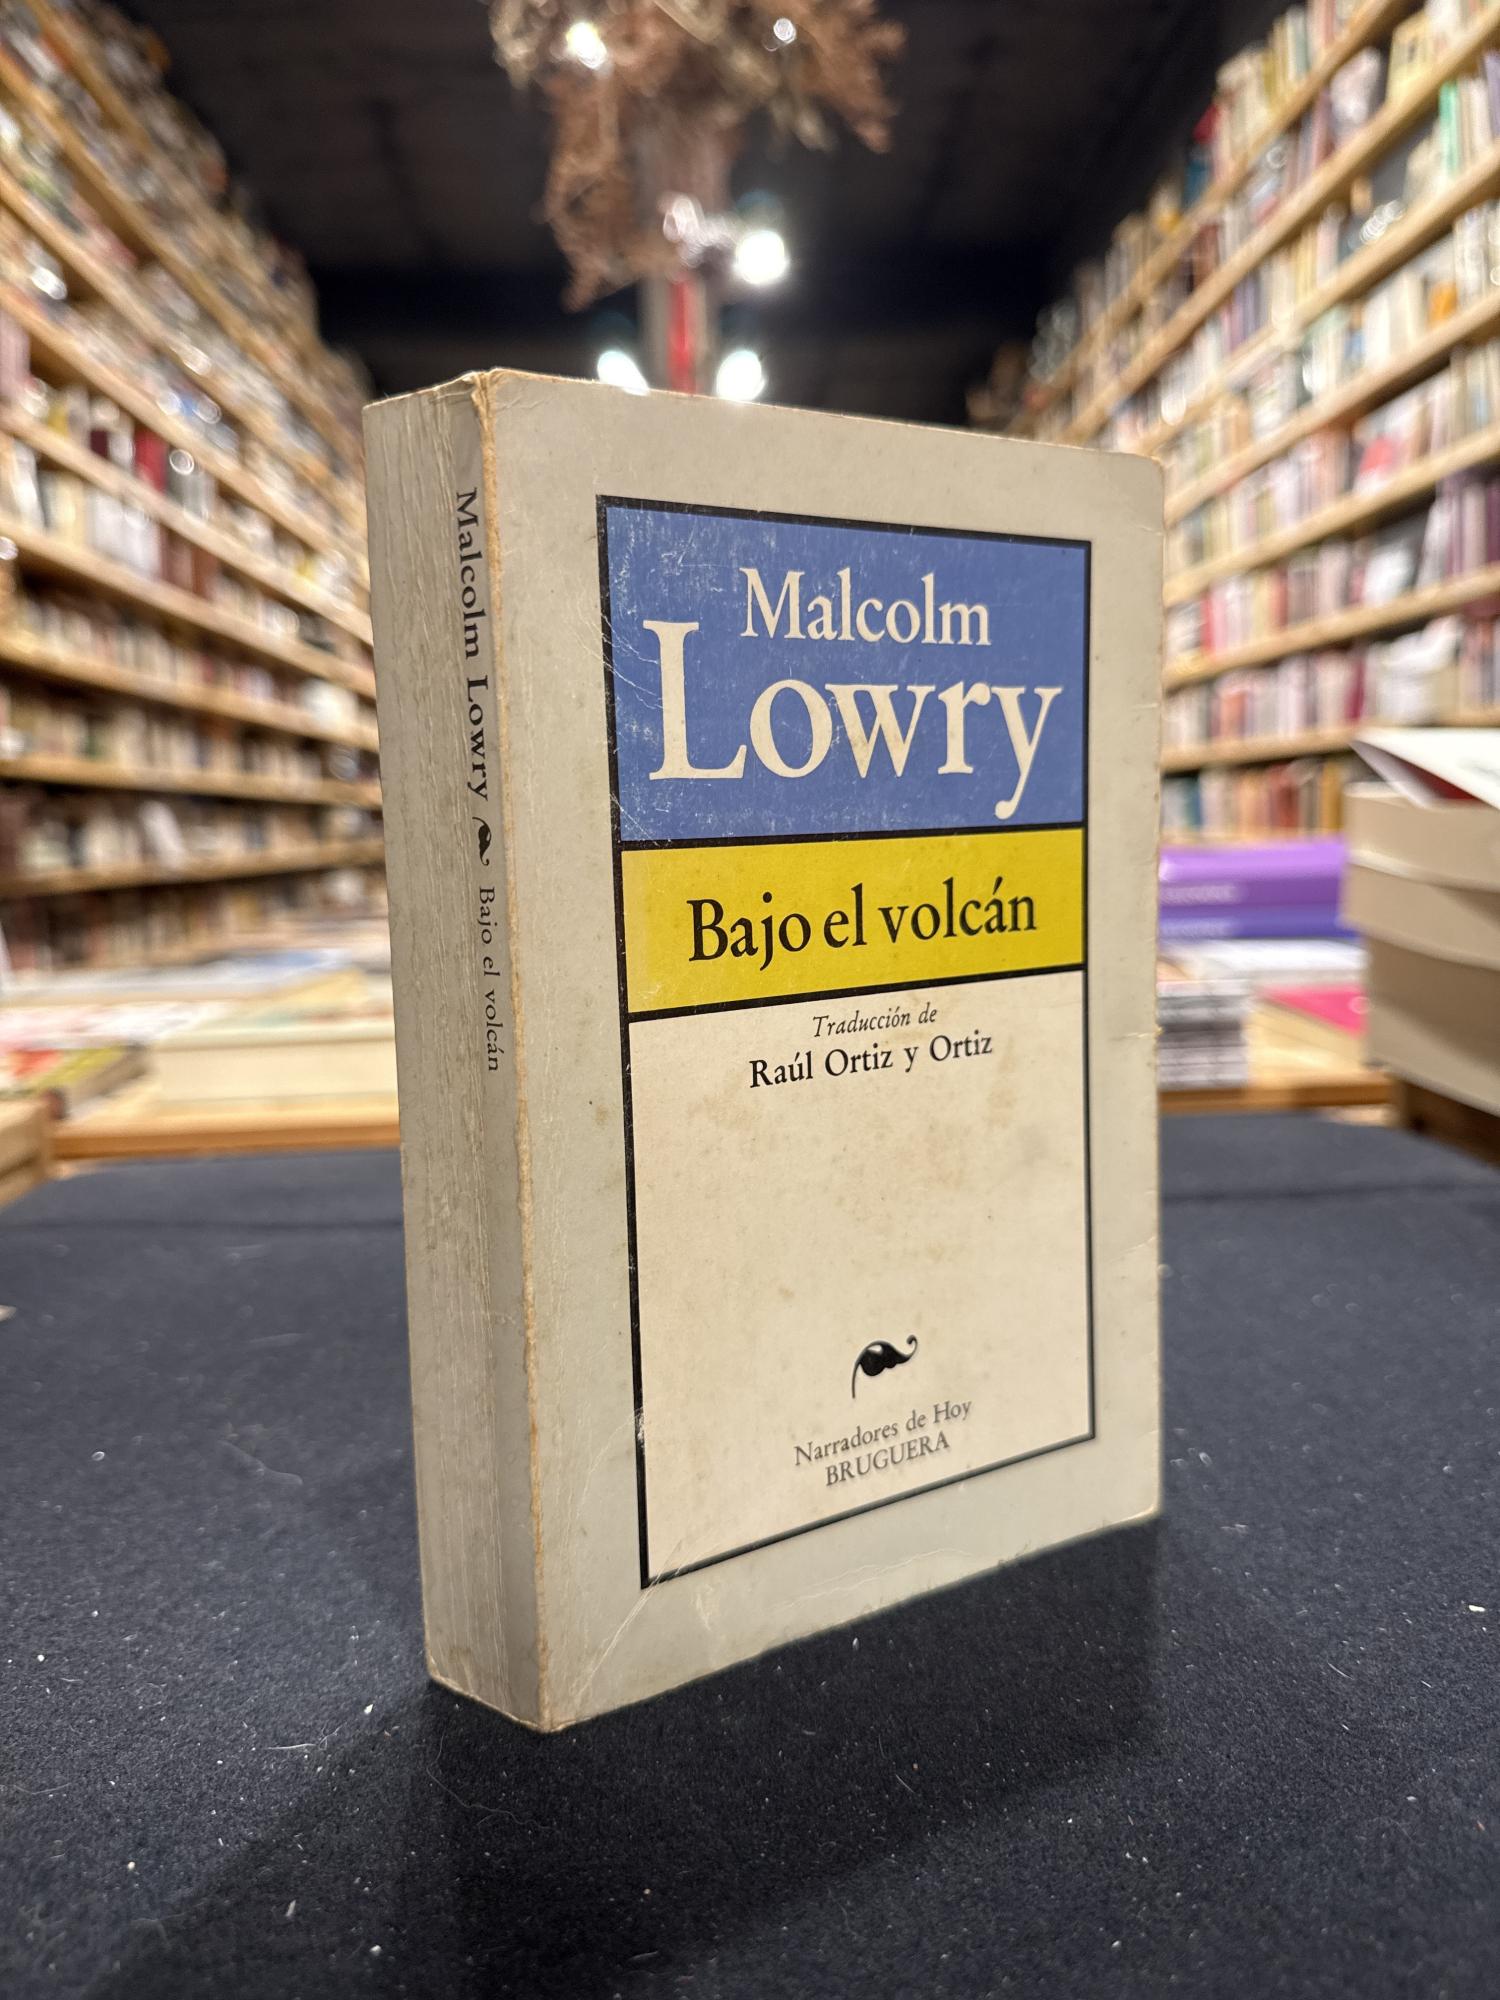 Malcolm Lowry Bajo el volcán
Malcolm
Lowry
Bajo el volcán
Traducción de
Raúl Ortiz y Ortiz
Narradores de Hoy
BRUGUERA